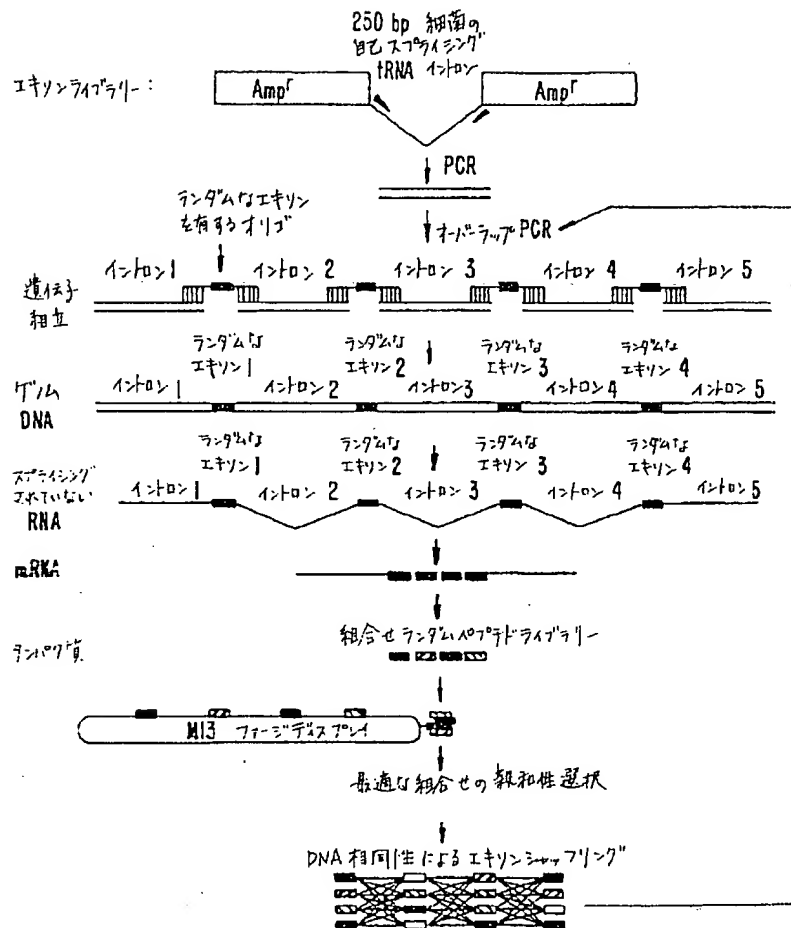 250 bp 細菌の
自己スプライシング
tRNA イントロン
エキソンライブラリー:
Ampʳ
Ampʳ
PCR
ランダムなエキソン
を有するオリゴ
オーバーラップPCR
イントロン1 イントロン 2 イントロン 3 イントロン 4 イントロン 5
遺伝子
組立
ランダムな ランダムな ランダムな ランダムな
エキソン1 エキソン2 エキソン3 エキソン4
ゲノム
DNA
イントロン1 イントロン 2 イントロン3 イントロン 4 イントロン 5
ランダムな ランダムな ランダムな ランダムな
エキソン1 エキソン2 エキソン3 エキソン4
スプライシング
されていない
RNA
イントロン1 イントロン 2 イントロン 3 イントロン 4 イントロン 5
mRKA
組合せランダムペプチドライブラリー
タンパク質
M13 ファージディスプレイ
最適な組合せの親和性選択
DNA相同性によるエキソンシャッフリング